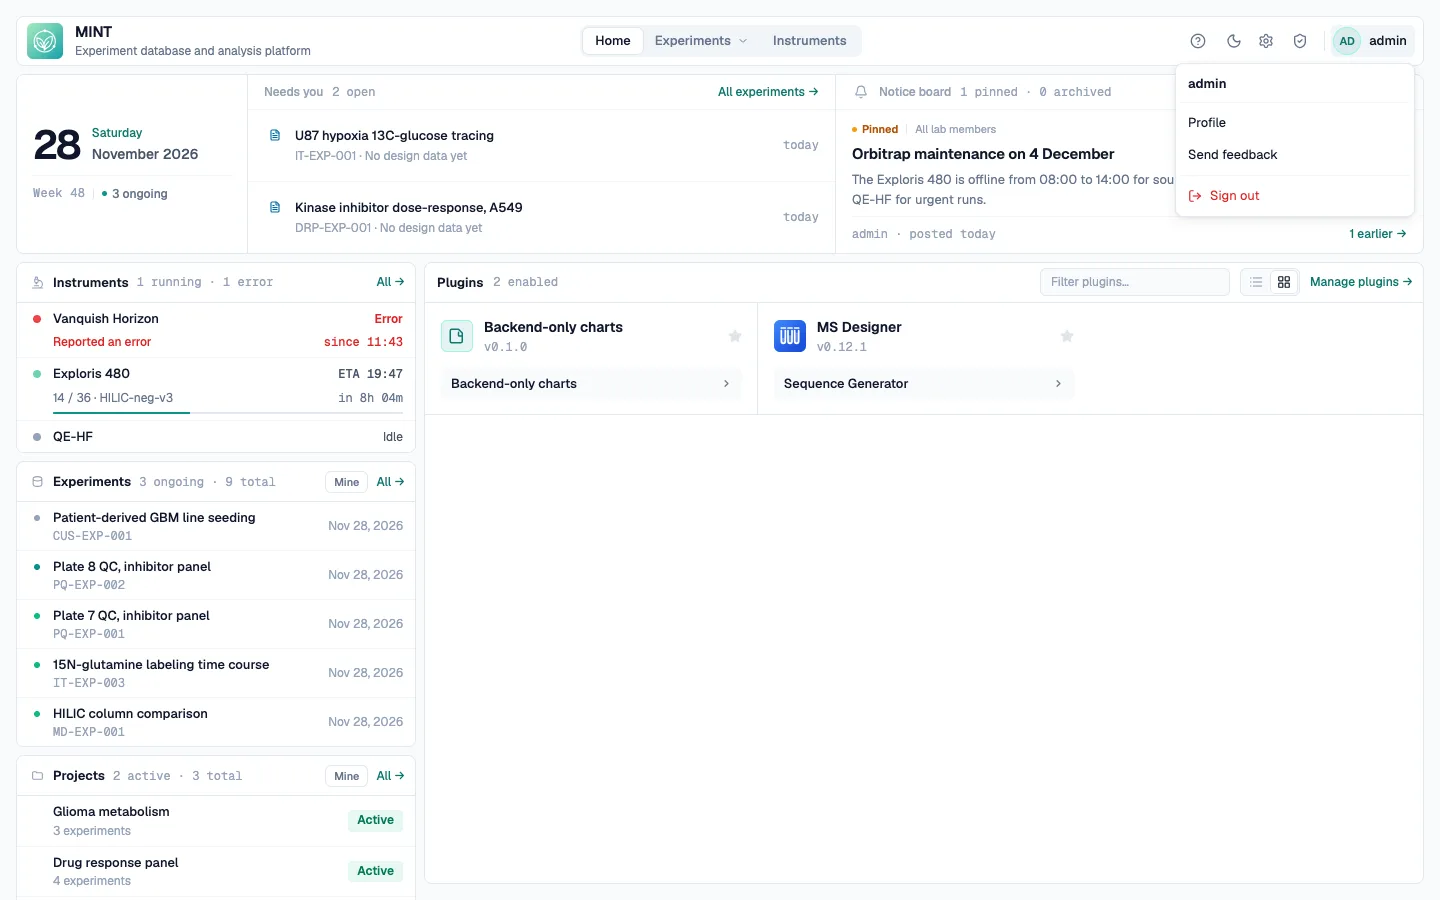 MINT
Experiment database and analysis platform
Home
Experiments
Instruments
AD
admin
admin
Profile
Send feedback
Sign out
28
Saturday
November 2026
Week 48
3 ongoing
Needs you 2 open
All experiments →
U87 hypoxia 13C-glucose tracing
IT-EXP-001 · No design data yet
today
Kinase inhibitor dose-response, A549
DRP-EXP-001 · No design data yet
today
Notice board 1 pinned · 0 archived
Pinned
All lab members
Orbitrap maintenance on 4 December
The Exploris 480 is offline from 08:00 to 14:00 for
QE-HF for urgent runs.
admin · posted today
1 earlier →
Instruments 1 running · 1 error
All →
Vanquish Horizon
Error
Reported an error
since 11:43
Exploris 480
ETA 19:47
14 / 36 · HILIC-neg-v3
in 8h 04m
QE-HF
Idle
Experiments 3 ongoing · 9 total
Mine
All →
Patient-derived GBM line seeding
CUS-EXP-001
Nov 28, 2026
Plate 8 QC, inhibitor panel
PQ-EXP-002
Nov 28, 2026
Plate 7 QC, inhibitor panel
PQ-EXP-001
Nov 28, 2026
15N-glutamine labeling time course
IT-EXP-003
Nov 28, 2026
HILIC column comparison
MD-EXP-001
Nov 28, 2026
Projects 2 active · 3 total
Mine
All →
Glioma metabolism
3 experiments
Active
Drug response panel
4 experiments
Active
Plugins 2 enabled
Filter plugins…
Manage plugins →
Backend-only charts
v0.1.0
Backend-only charts
MS Designer
v0.12.1
Sequence Generator